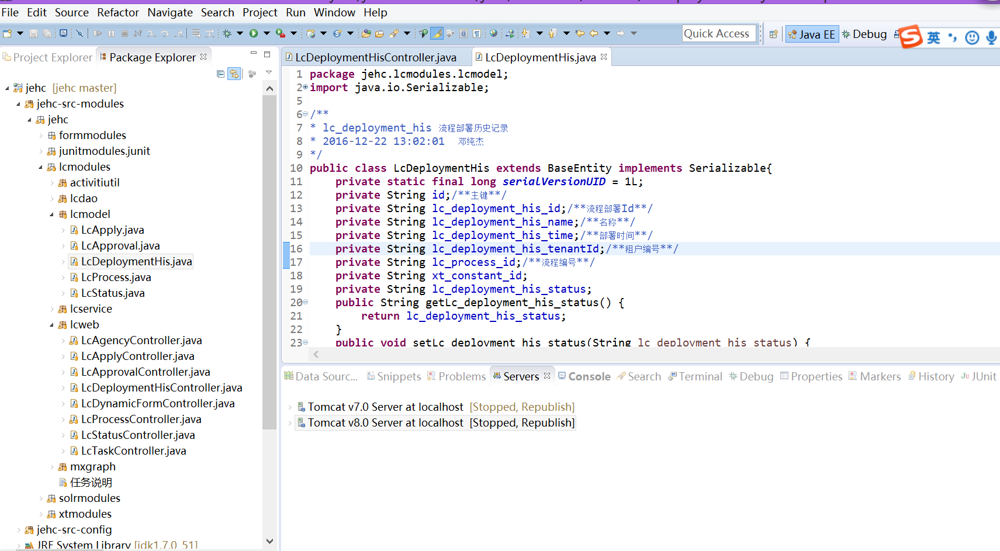 File Edit Source Refactor Navigate Search Project Run Window Help
Quick Access
Java EE
Debug
英
Project Explorer
Package Explorer
jehc [jehc master]
jehc-src-modules
jehc
formmodules
junitmodules.junit
lcmodules
activitiutil
lcdao
lcmodel
LcApply.java
LcApproval.java
LcDeploymentHis.java
LcProcess.java
LcStatus.java
lcservice
lcweb
LcAgencyController.java
LcApplyController.java
LcApprovalController.java
LcDeploymentHisController.java
LcDynamicFormController.java
LcProcessController.java
LcStatusController.java
LcTaskController.java
mxgraph
任务说明
solrmodules
xtmodules
jehc-src-config
JRE System Library [jdk1.7.0_51]
LcDeploymentHisController.java
LcDeploymentHis.java
1 package jehc.lcmodules.lcmodel;
2 import java.io.Serializable;
5
6 /**
7 * lc_deployment_his 流程部署历史记录
8 * 2016-12-22 13:02:01 邓纯杰
9 */
10 public class LcDeploymentHis extends BaseEntity implements Serializable{
11 private static final long serialVersionUID = 1L;
12 private String id;/**主键**/
13 private String lc_deployment_his_id;/**流程部署Id**/
14 private String lc_deployment_his_name;/**名称**/
15 private String lc_deployment_his_time;/**部署时间**/
16 private String lc_deployment_his_tenantId;/**租户编号**/
17 private String lc_process_id;/**流程编号**/
18 private String xt_constant_id;
19 private String lc_deployment_his_status;
20 public String getLc_deployment_his_status() {
21 return lc_deployment_his_status;
22 }
23 public void setLc_deployment_his_status(String lc_deployment_his_status) {
Data Sourc...
Snippets
Problems
Servers
Console
Search
Terminal
Debug
Properties
Markers
History
JUnit
Tomcat v7.0 Server at localhost [Stopped, Republish]
Tomcat v8.0 Server at localhost [Stopped, Republish]